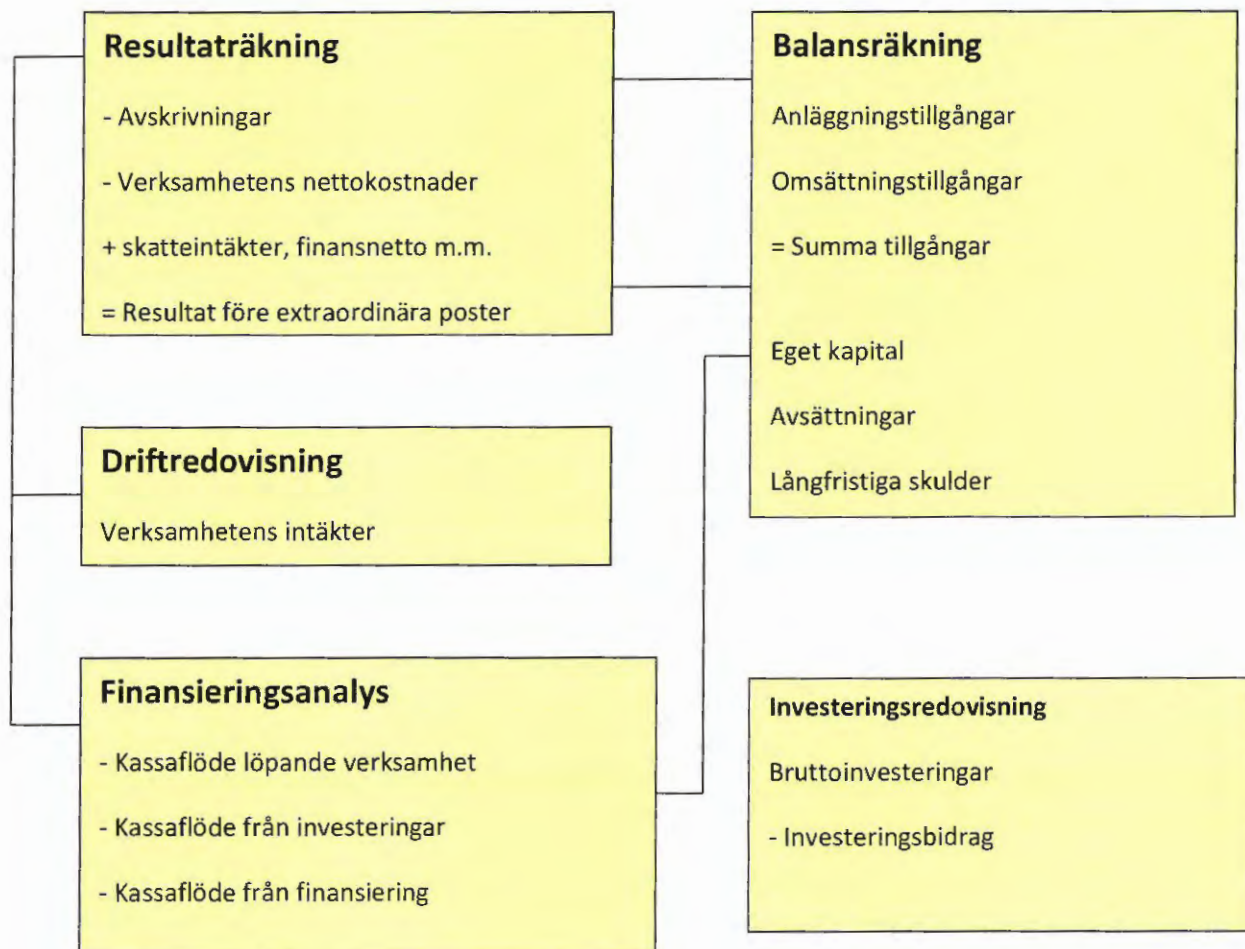 Resultaträkning
- Avskrivningar
- Verksamhetens nettokostnader
+ skatteintäkter, finansnetto m.m.
= Resultat före extraordinära poster
Balansräkning
Anläggningstillgångar
Omsättningstillgångar
= Summa tillgångar
Eget kapital
Avsättningar
Långfristiga skulder
Driftredovisning
Verksamhetens intäkter
Finansieringsanalys
- Kassaflöde löpande verksamhet
- Kassaflöde från investeringar
- Kassaflöde från finansiering
Investeringsredovisning
Bruttoinvesteringar
- Investeringsbidrag